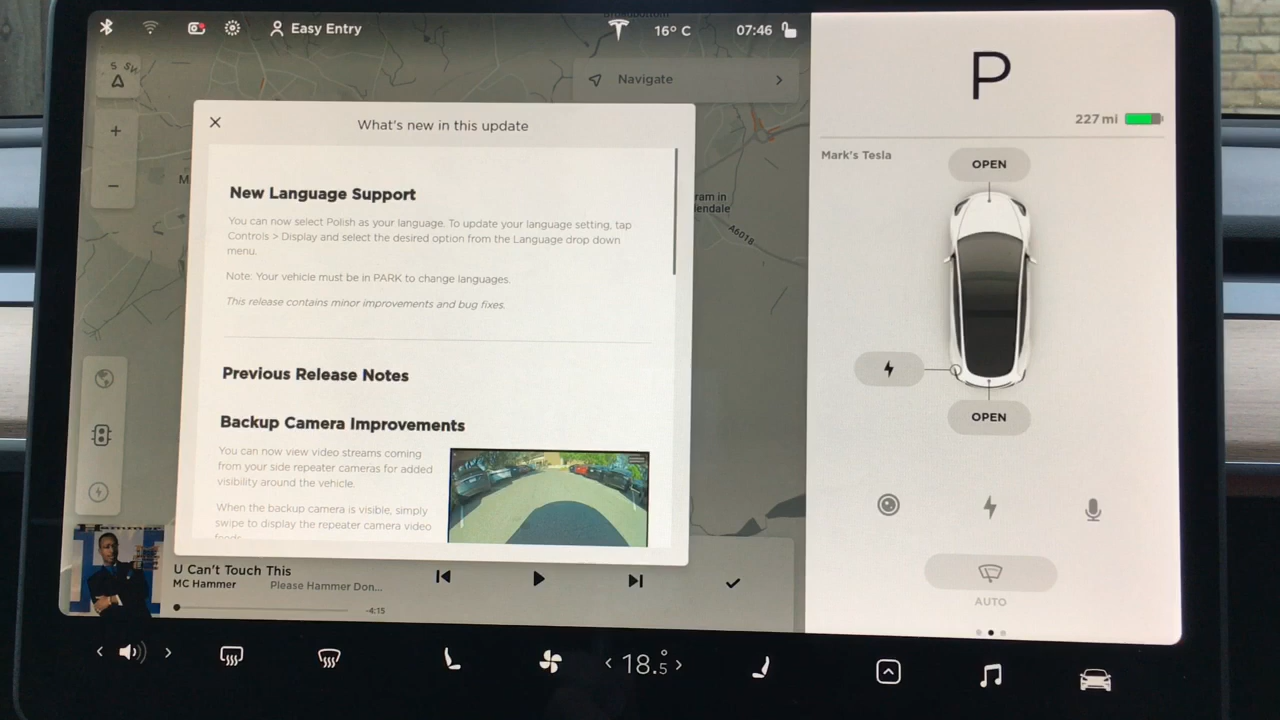 Easy Entry
16° C
07:46
S SW
Navigate
ram in
lendale
A6018
What's new in this update
New Language Support
You can now select Polish as your language. To update your language setting, tap
Controls > Display and select the desired option from the Language drop down
menu.
Note: Your vehicle must be in PARK to change languages.
This release contains minor improvements and bug fixes.
Previous Release Notes
Backup Camera Improvements
You can now view video streams coming
from your side repeater cameras for added
visibility around the vehicle.
When the backup camera is visible, simply
swipe to display the repeater camera video
feeds.
U Can't Touch This
MC Hammer Please Hammer Don...
-4:15
P
227 mi
Mark's Tesla
OPEN
OPEN
AUTO
18.5°